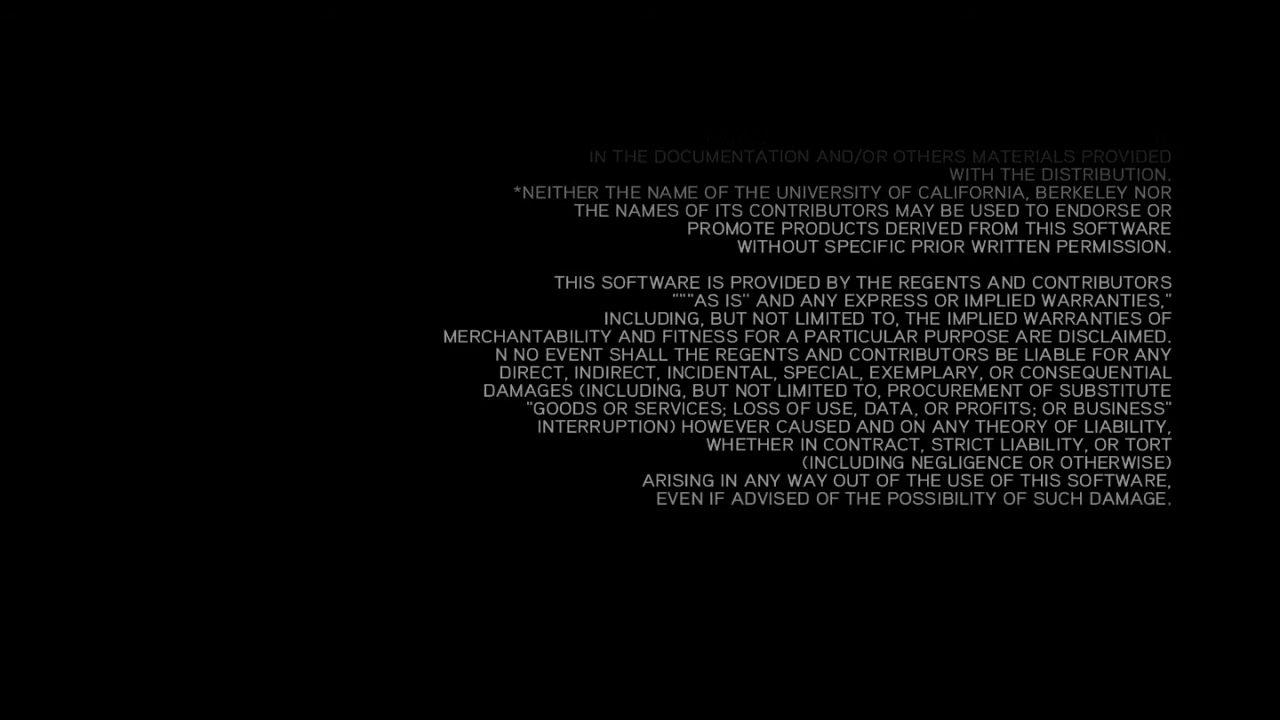 IN THE DOCUMENTATION AND/OR OTHERS MATERIALS PROVIDED
WITH THE DISTRIBUTION.
*NEITHER THE NAME OF THE UNIVERSITY OF CALIFORNIA, BERKELEY NOR
THE NAMES OF ITS CONTRIBUTORS MAY BE USED TO ENDORSE OR
PROMOTE PRODUCTS DERIVED FROM THIS SOFTWARE
WITHOUT SPECIFIC PRIOR WRITTEN PERMISSION.
THIS SOFTWARE IS PROVIDED BY THE REGENTS AND CONTRIBUTORS
"""AS IS" AND ANY EXPRESS OR IMPLIED WARRANTIES,"
INCLUDING, BUT NOT LIMITED TO, THE IMPLIED WARRANTIES OF
MERCHANTABILITY AND FITNESS FOR A PARTICULAR PURPOSE ARE DISCLAIMED.
N NO EVENT SHALL THE REGENTS AND CONTRIBUTORS BE LIABLE FOR ANY
DIRECT, INDIRECT, INCIDENTAL, SPECIAL, EXEMPLARY, OR CONSEQUENTIAL
DAMAGES (INCLUDING, BUT NOT LIMITED TO, PROCUREMENT OF SUBSTITUTE
"GOODS OR SERVICES; LOSS OF USE, DATA, OR PROFITS; OR BUSINESS"
INTERRUPTION) HOWEVER CAUSED AND ON ANY THEORY OF LIABILITY,
WHETHER IN CONTRACT, STRICT LIABILITY, OR TORT
(INCLUDING NEGLIGENCE OR OTHERWISE)
ARISING IN ANY WAY OUT OF THE USE OF THIS SOFTWARE,
EVEN IF ADVISED OF THE POSSIBILITY OF SUCH DAMAGE.